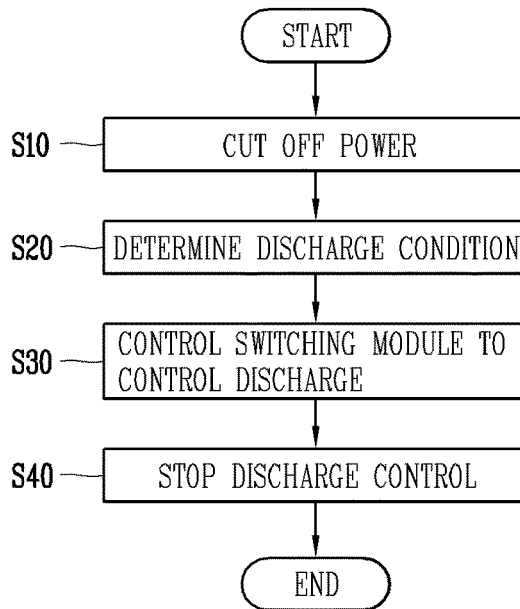 START
S10
CUT OFF POWER
S20
DETERMINE DISCHARGE CONDITION
S30
CONTROL SWITCHING MODULE TO
CONTROL DISCHARGE
S40
STOP DISCHARGE CONTROL
END